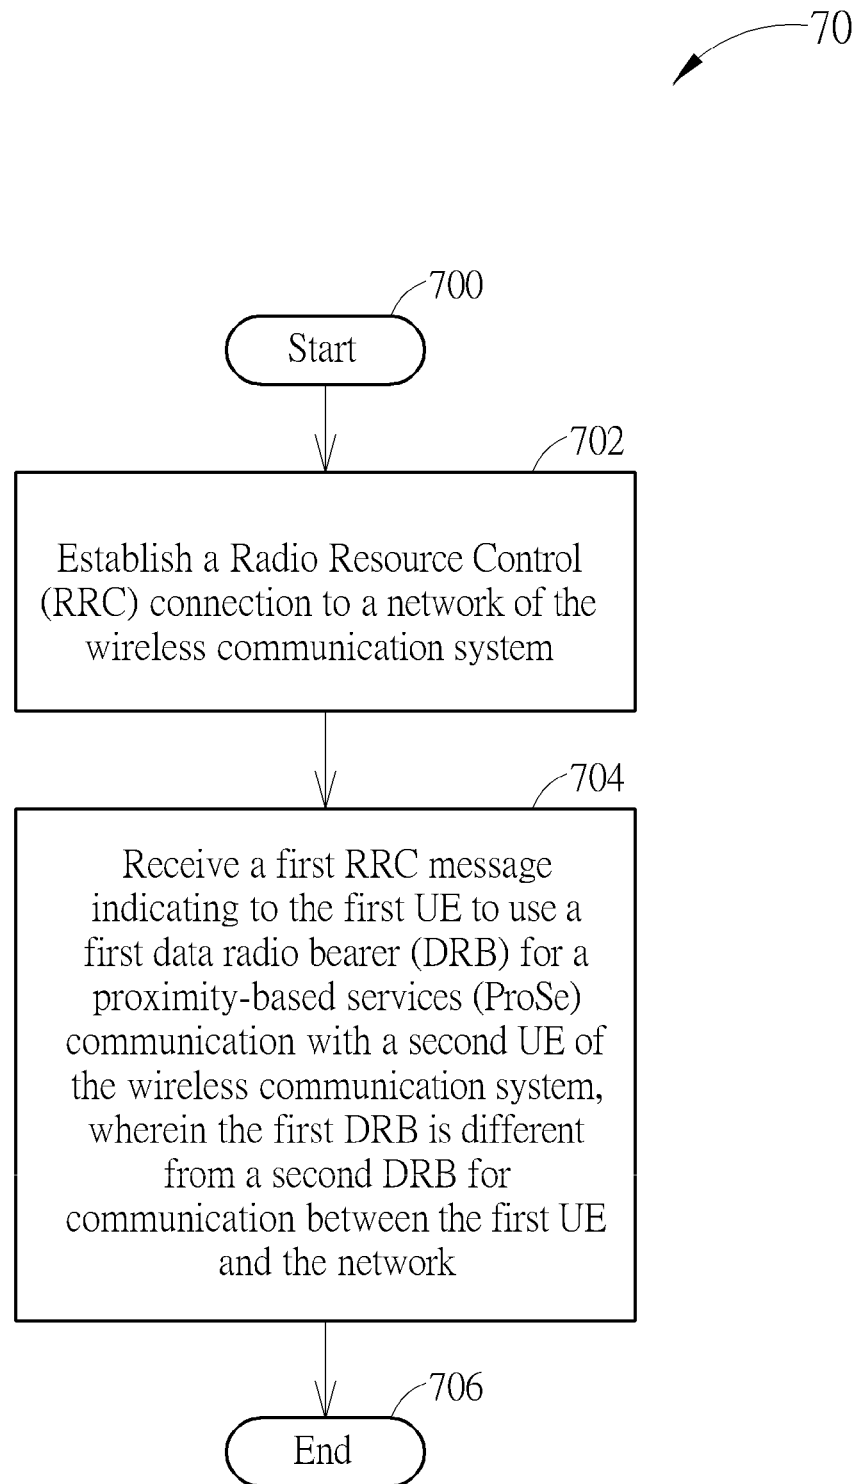 70
700
Start
702
Establish a Radio Resource Control
(RRC) connection to a network of the
wireless communication system
704
Receive a first RRC message
indicating to the first UE to use a
first data radio bearer (DRB) for a
proximity-based services (ProSe)
communication with a second UE of
the wireless communication system,
wherein the first DRB is different
from a second DRB for
communication between the first UE
and the network
706
End